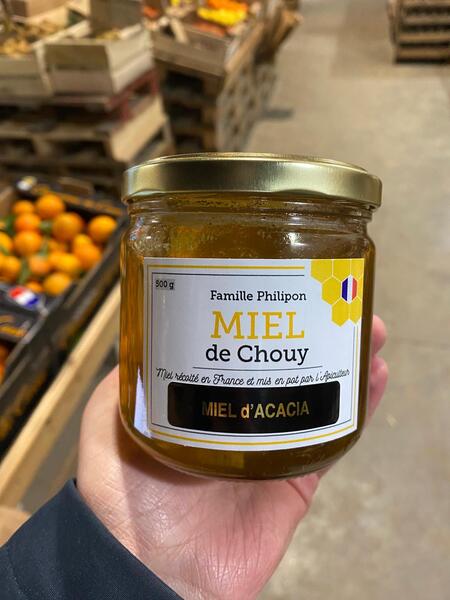 500 g
Famille Philipon
MIEL
de Chouy
Miel récolté en France et mis en pot par l'Apiculteur
MIEL d'ACACIA